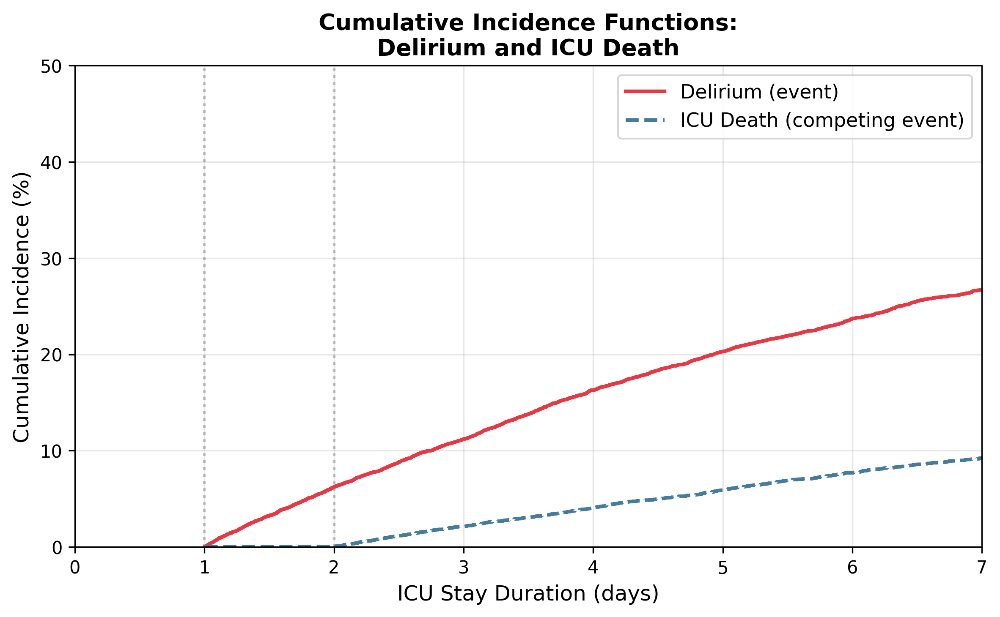 Cumulative Incidence Functions:
Delirium and ICU Death
Delirium (event)
ICU Death (competing event)
Cumulative Incidence (%)
50
40
30
20
10
0
0 1 2 3 4 5 6 7
ICU Stay Duration (days)